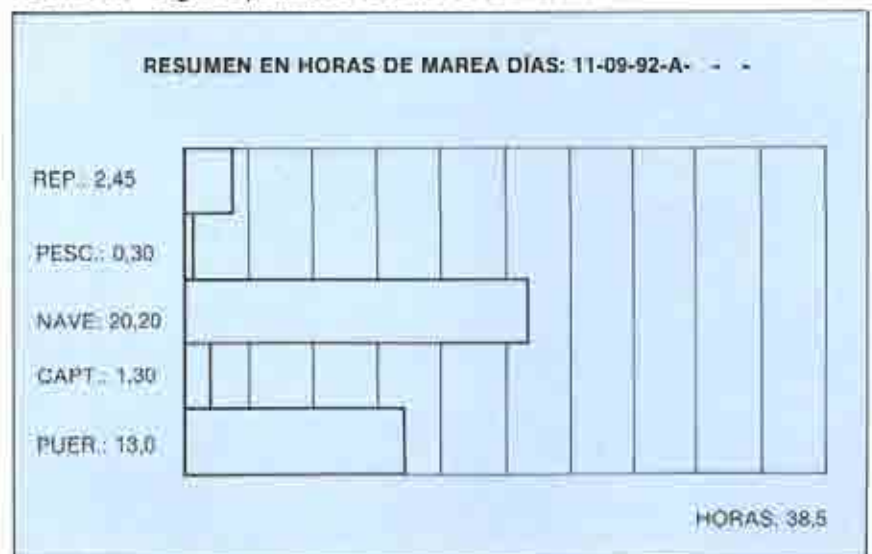 RESUMEN EN HORAS DE MAREA DÍAS: 11-09-92-A- - -
REP.: 2,45
PESC.: 0,30
NAVE: 20,20
CAPT.: 1,30
PUER.: 13,0
HORAS: 38,5